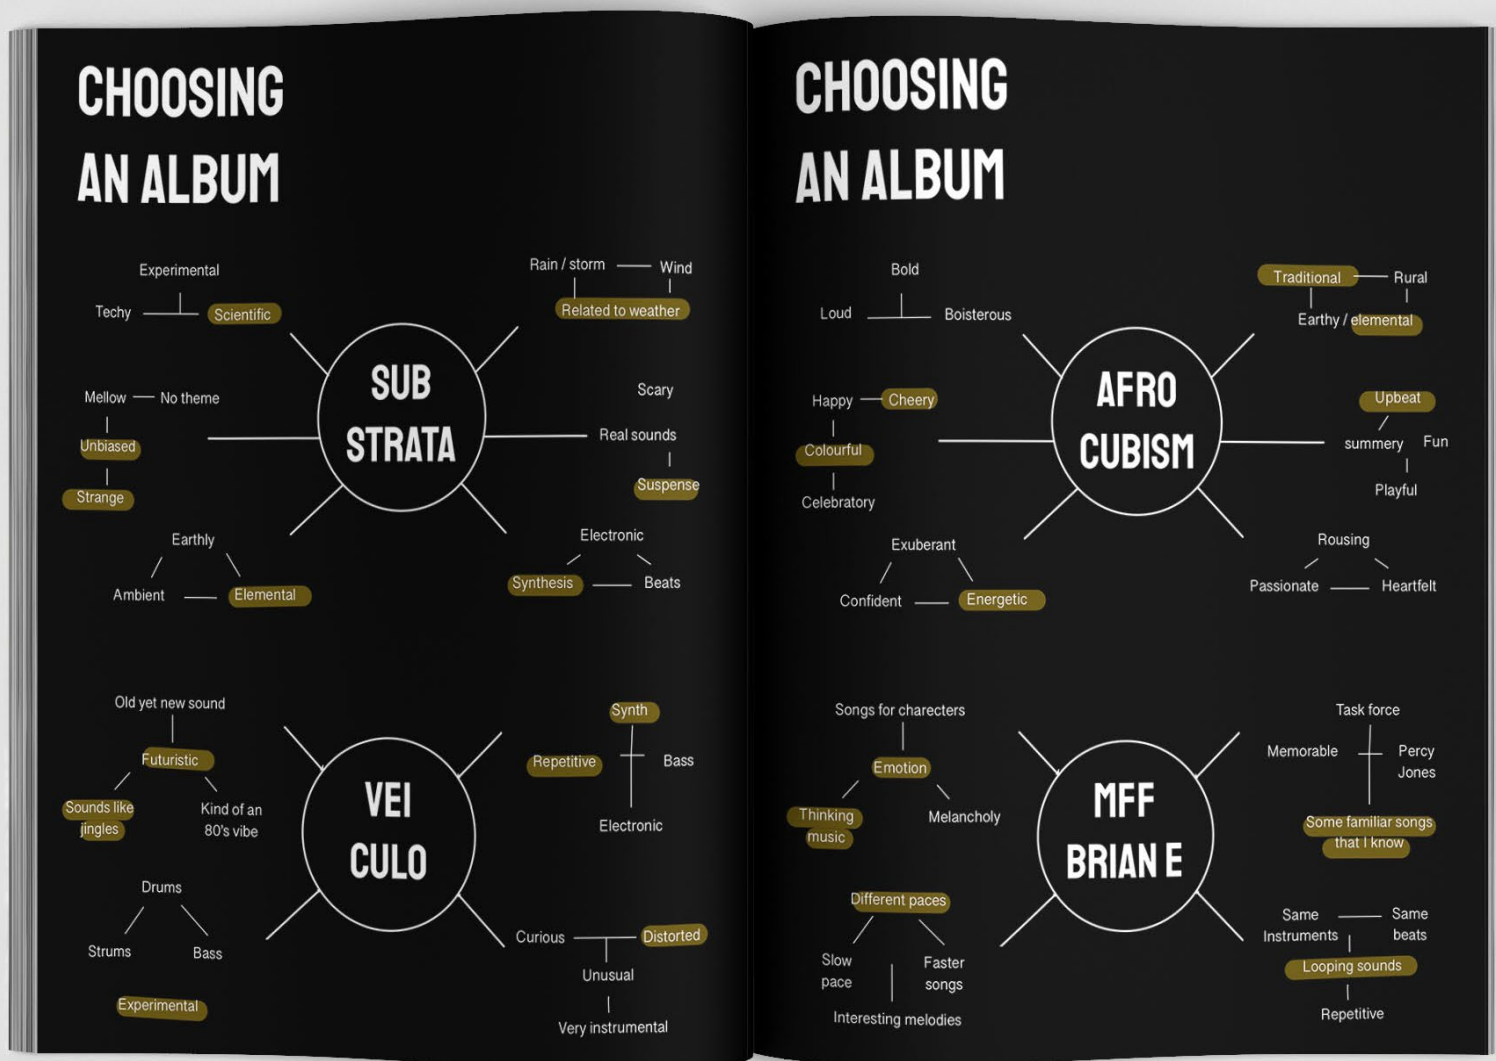 CHOOSING
AN ALBUM
Experimental
Techy
Scientific
Rain / storm
Wind
Related to weather
Mellow
No theme
Unbiased
Strange
SUB
STRATA
Scary
Real sounds
Suspense
Earthly
Ambient
Elemental
Electronic
Synthesis
Beats
Old yet new sound
Futuristic
Sounds like
jingles
Kind of an
80's vibe
VEI
CULO
Synth
Repetitive
Bass
Electronic
Drums
Strums
Bass
Experimental
Curious
Distorted
Unusual
Very instrumental
CHOOSING
AN ALBUM
Bold
Loud
Boisterous
Traditional
Rural
Earthy / elemental
Happy
Cheery
Colourful
Celebratory
AFRO
CUBISM
Upbeat
summery
Fun
Playful
Exuberant
Confident
Energetic
Rousing
Passionate
Heartfelt
Songs for charecters
Emotion
Thinking
music
Melancholy
MFF
BRIAN E
Task force
Memorable
Percy
Jones
Some familiar songs
that I know
Different paces
Slow
pace
Faster
songs
Interesting melodies
Same
Instruments
Same
beats
Looping sounds
Repetitive